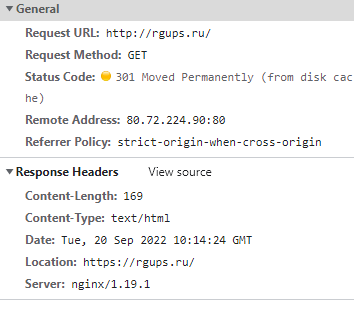 General
Request URL: http://rgups.ru/
Request Method: GET
Status Code: 301 Moved Permanently (from disk cac
he)
Remote Address: 80.72.224.90:80
Referrer Policy: strict-origin-when-cross-origin
Response Headers View source
Content-Length: 169
Content-Type: text/html
Date: Tue, 20 Sep 2022 10:14:24 GMT
Location: https://rgups.ru/
Server: nginx/1.19.1